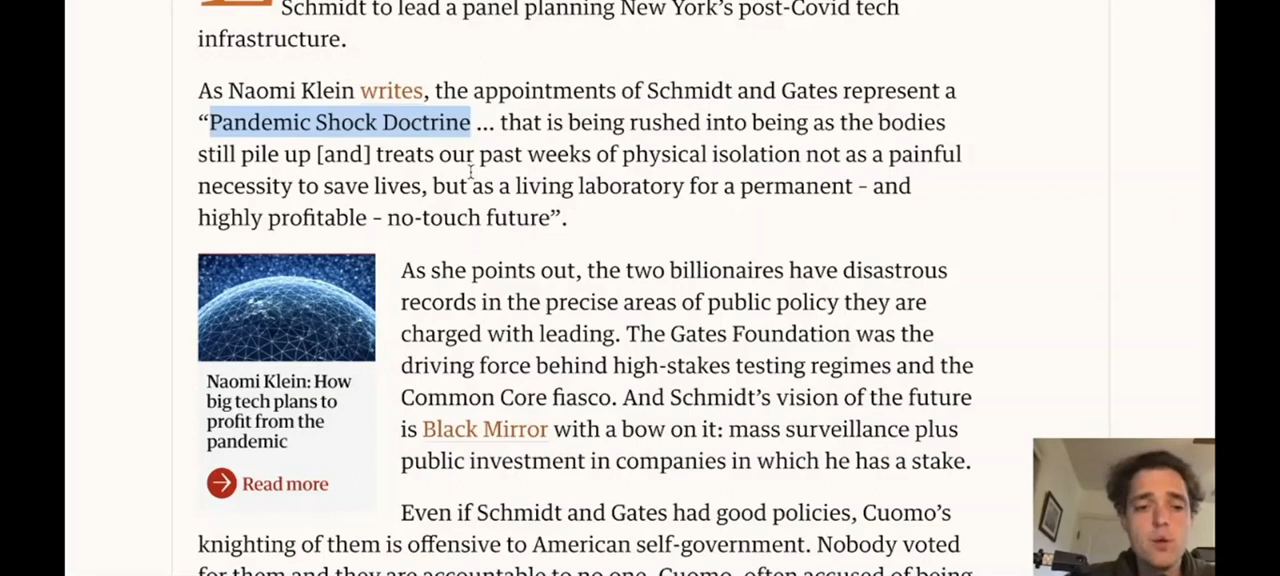 Schmidt to lead a panel planning New York's post-Covid tech
infrastructure.
As Naomi Klein writes, the appointments of Schmidt and Gates represent a
“Pandemic Shock Doctrine ... that is being rushed into being as the bodies
still pile up [and] treats our past weeks of physical isolation not as a painful
necessity to save lives, but as a living laboratory for a permanent – and
highly profitable – no-touch future”.
As she points out, the two billionaires have disastrous
records in the precise areas of public policy they are
charged with leading. The Gates Foundation was the
driving force behind high-stakes testing regimes and the
Common Core fiasco. And Schmidt’s vision of the future
is Black Mirror with a bow on it: mass surveillance plus
public investment in companies in which he has a stake.
Naomi Klein: How
big tech plans to
profit from the
pandemic
Read more
Even if Schmidt and Gates had good policies, Cuomo’s
knighting of them is offensive to American self-government. Nobody voted
for them and they are accountable to no one. Cuomo, often accused of being